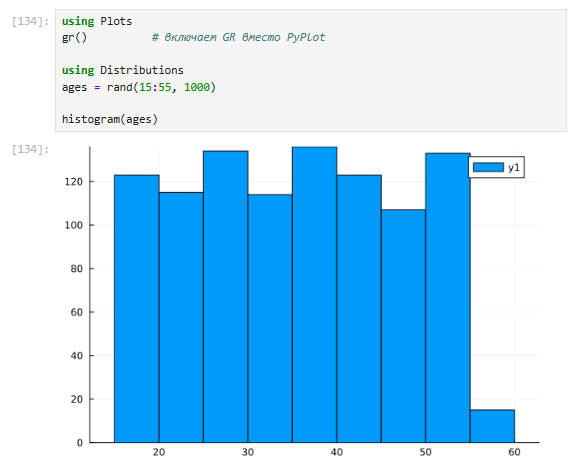 [134]:
using Plots
gr()          # включаем GR вместо PyPlot
using Distributions
ages = rand(15:55, 1000)
histogram(ages)
[134]:
y1
120
100
80
60
40
20
0
20 30 40 50 60